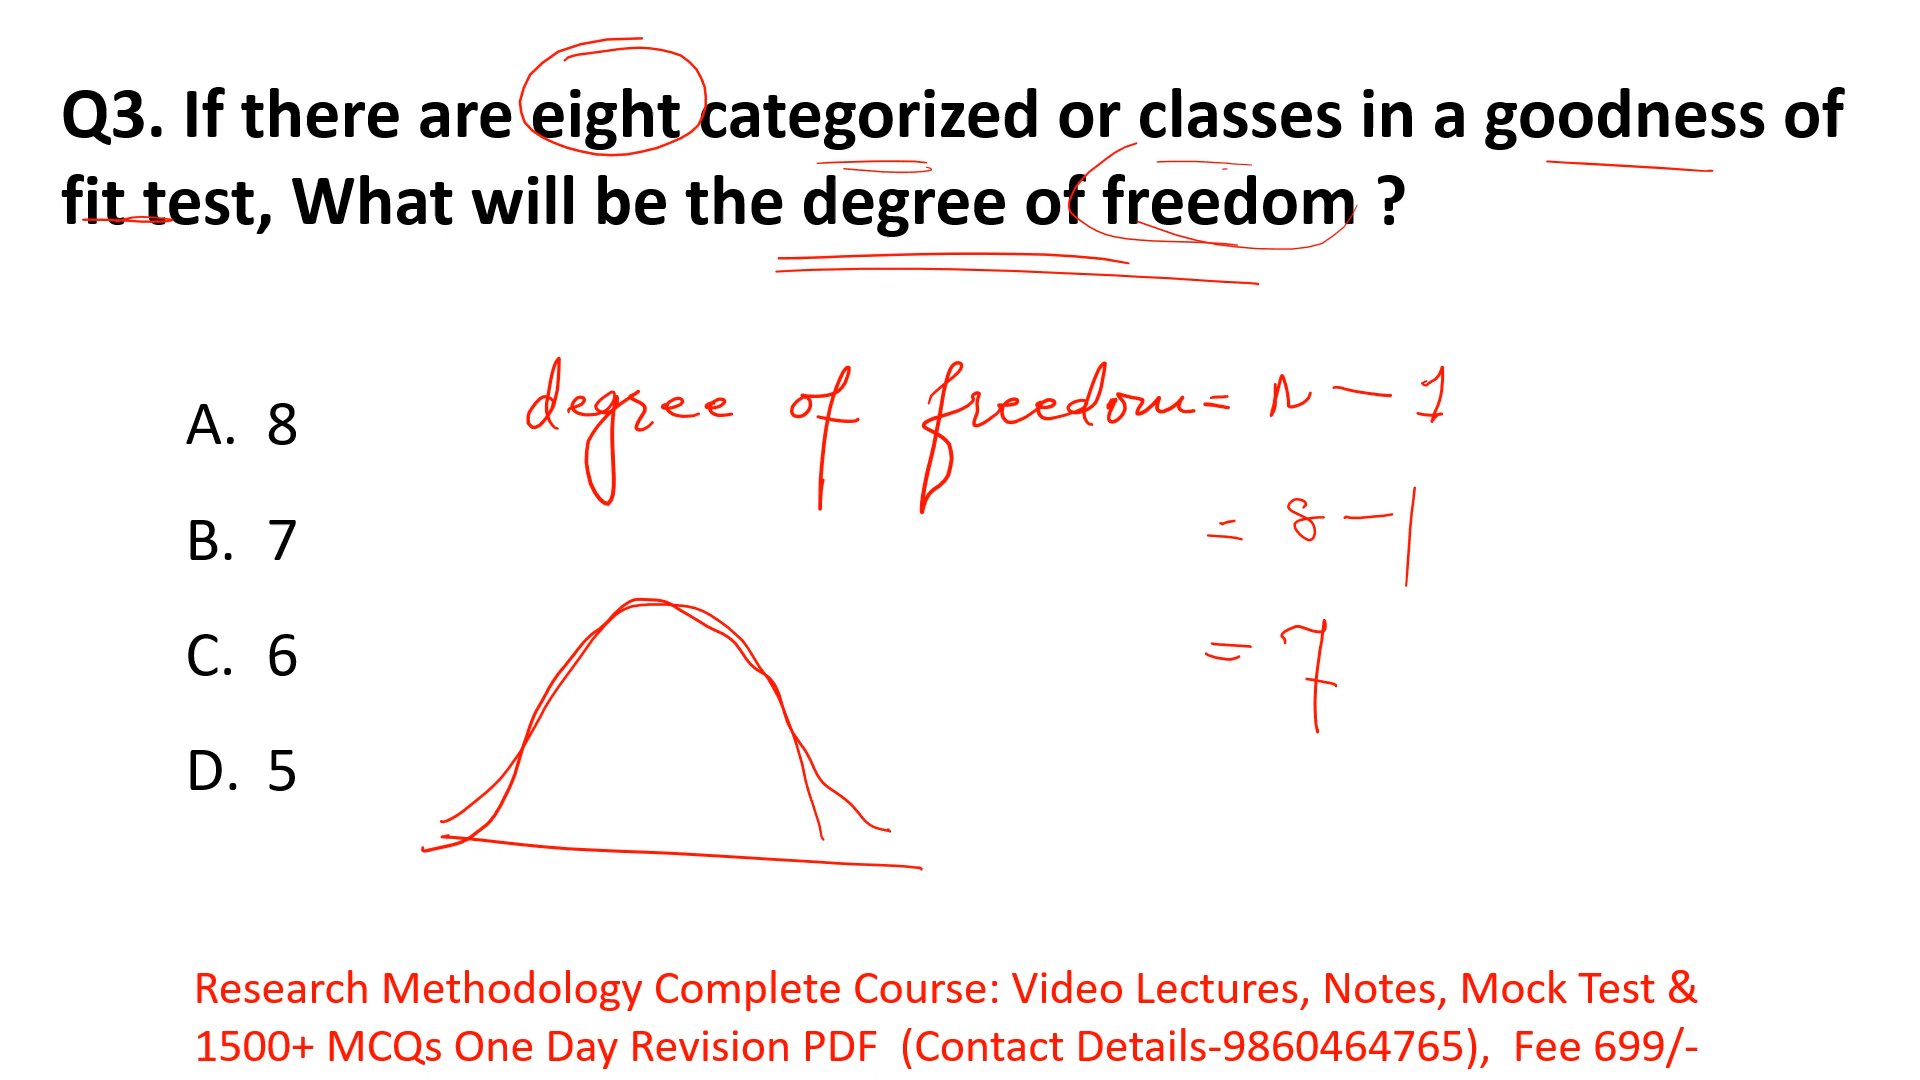 Q3. If there are eight categorized or classes in a goodness of
fit test, What will be the degree of freedom ?
degree of freedom = n - 1
A. 8
= 8 - 1
B. 7
= 7
C. 6
D. 5
Research Methodology Complete Course: Video Lectures, Notes, Mock Test &
1500+ MCQs One Day Revision PDF (Contact Details-9860464765), Fee 699/-